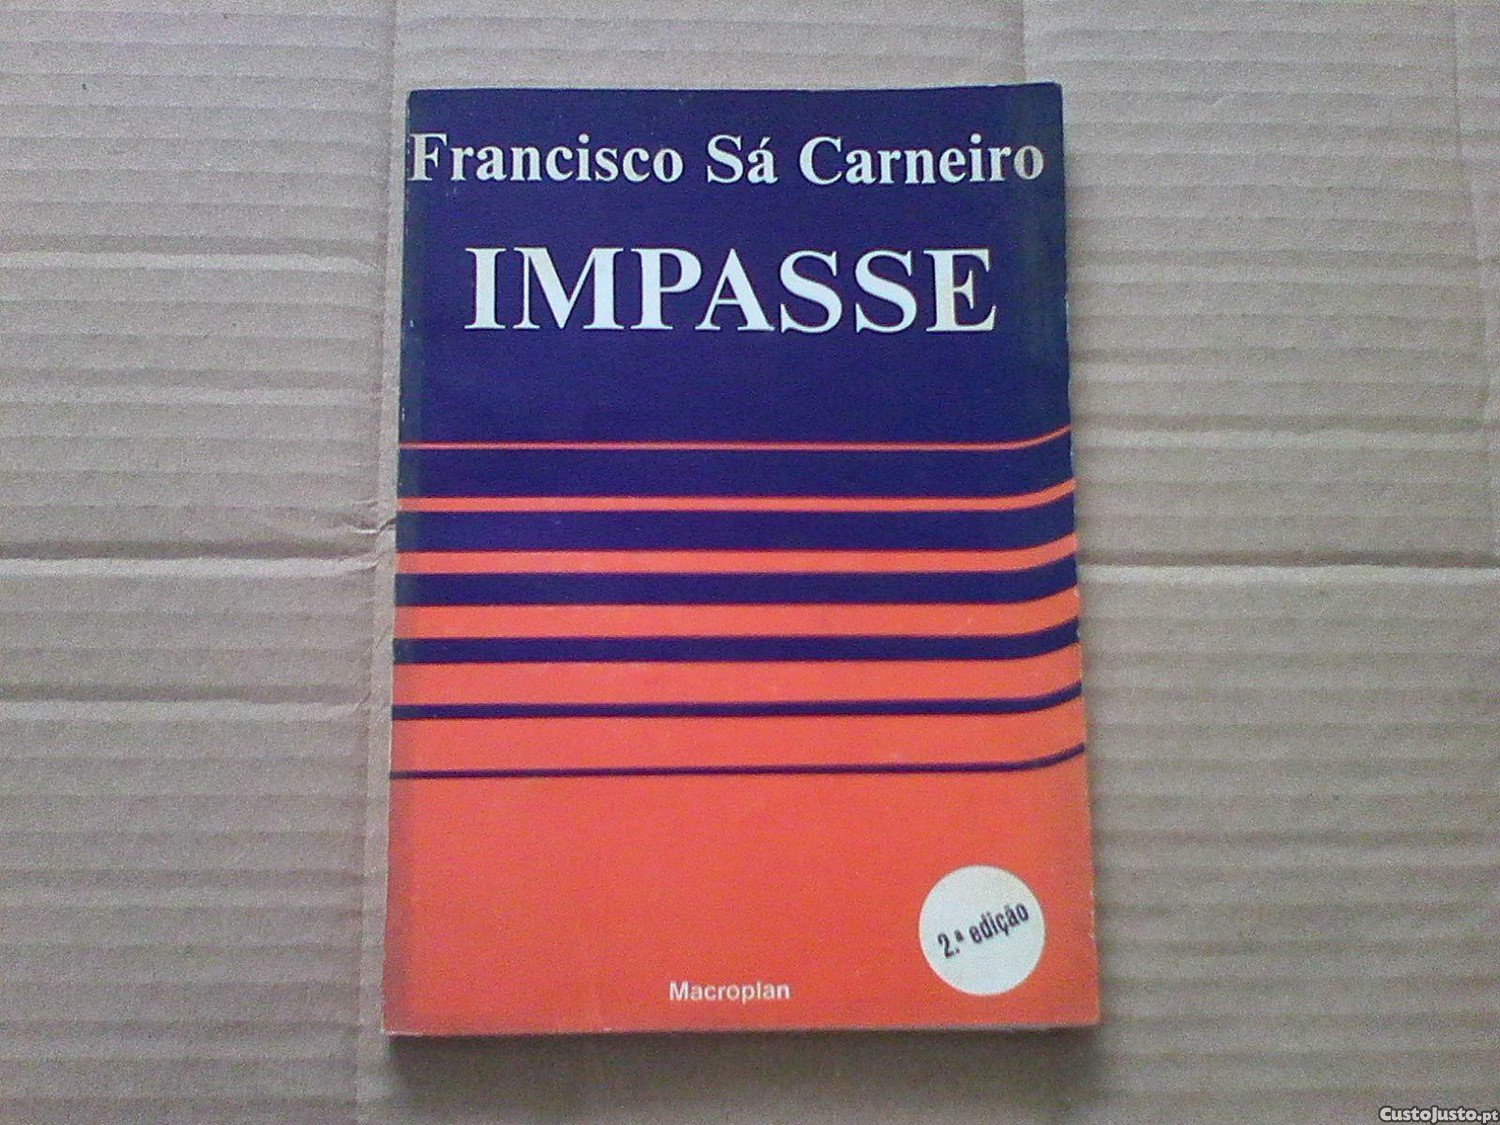 Francisco Sá Carneiro
IMPASSE
2.ª edição
Macroplan
CustoJusto.pt